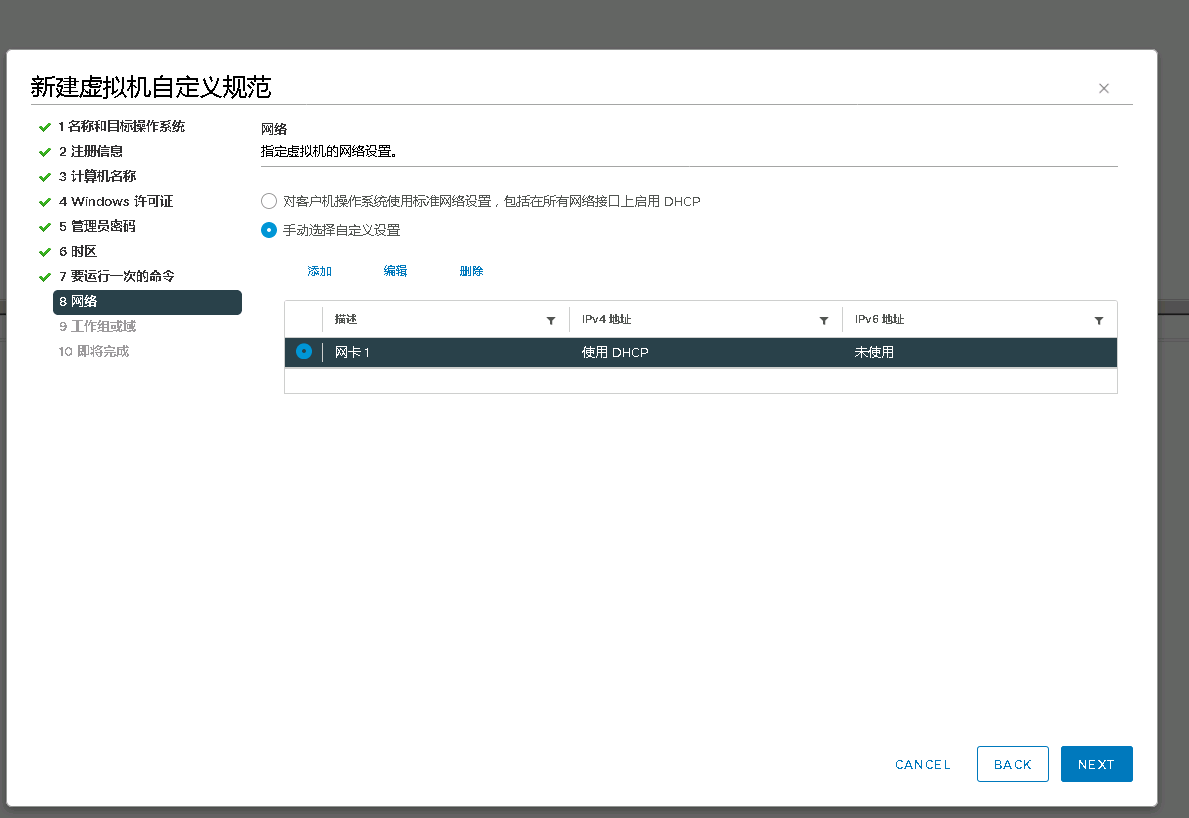 新建虚拟机自定义规范
1 名称和目标操作系统
2 注册信息
3 计算机名称
4 Windows 许可证
5 管理员密码
6 时区
7 要运行一次的命令
8 网络
9 工作组或域
10 即将完成
网络
指定虚拟机的网络设置。
对客户机操作系统使用标准网络设置，包括在所有网络接口上启用 DHCP
手动选择自定义设置
添加 编辑 删除
描述 IPv4 地址 IPv6 地址
网卡 1 使用 DHCP 未使用
CANCEL BACK NEXT